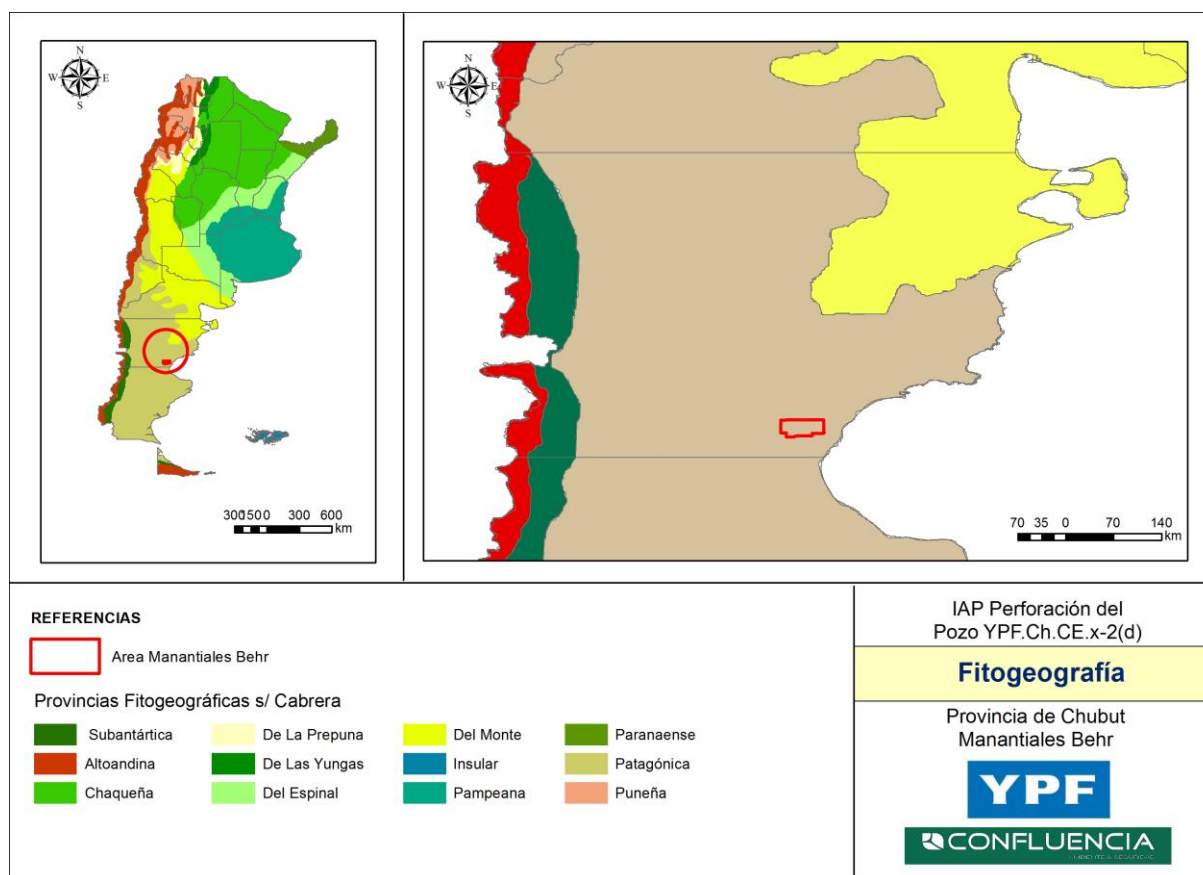 N
W E
S
300 150 0 300 600
km
N
W E
S
70 35 0 70 140
km
REFERENCIAS
Area Manantiales Behr
Provincias Fitogeográficas s/ Cabrera
Subantártica
De La Prepuna
Del Monte
Paranaense
Altoandina
De Las Yungas
Insular
Patagónica
Chaqueña
Del Espinal
Pampeana
Puneña
IAP Perforación del
Pozo YPF.Ch.CE.x-2(d)
Fitogeografía
Provincia de Chubut
Manantiales Behr
YPF
CONFLUENCIA
AMBIENTE & SEGURIDAD